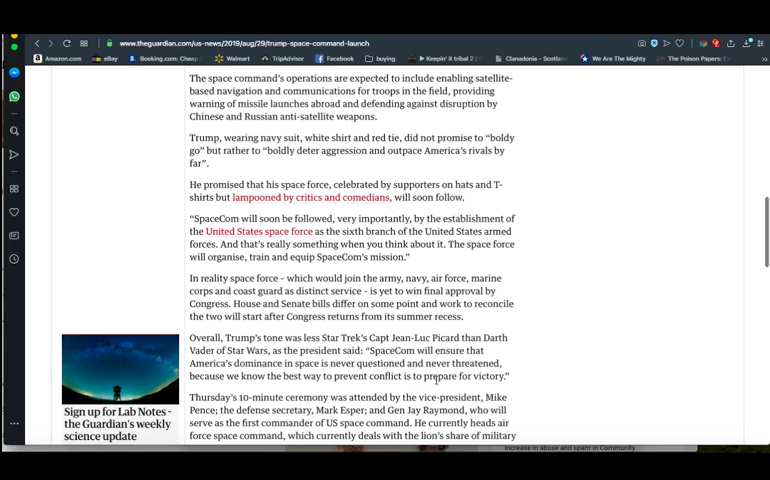 www.theguardian.com/us-news/2019/aug/29/trump-space-command-launch
Amazon.com eBay Booking.com: Cheap Walmart TripAdvisor Facebook buying Keepin' it tribal 2 Clanadonia - Scotland We Are The Mighty The Poison Papers: E
The space command's operations are expected to include enabling satellite-
based navigation and communications for troops in the field, providing
warning of missile launches abroad and defending against disruption by
Chinese and Russian anti-satellite weapons.
Trump, wearing navy suit, white shirt and red tie, did not promise to "boldy
go" but rather to "boldly deter aggression and outpace America's rivals by
far".
He promised that his space force, celebrated by supporters on hats and T-
shirts but lampooned by critics and comedians, will soon follow.
"SpaceCom will soon be followed, very importantly, by the establishment of
the United States space force as the sixth branch of the United States armed
forces. And that's really something when you think about it. The space force
will organise, train and equip SpaceCom's mission."
In reality space force – which would join the army, navy, air force, marine
corps and coast guard as distinct service – is yet to win final approval by
Congress. House and Senate bills differ on some point and work to reconcile
the two will start after Congress returns from its summer recess.
Overall, Trump's tone was less Star Trek's Capt Jean-Luc Picard than Darth
Vader of Star Wars, as the president said: "SpaceCom will ensure that
America's dominance in space is never questioned and never threatened,
because we know the best way to prevent conflict is to prepare for victory."
Thursday's 10-minute ceremony was attended by the vice-president, Mike
Pence; the defense secretary, Mark Esper; and Gen Jay Raymond, who will
serve as the first commander of US space command. He currently heads air
force space command, which currently deals with the lion's share of military
Sign up for Lab Notes -
the Guardian's weekly
science update
Increase in abuse and spam in Community